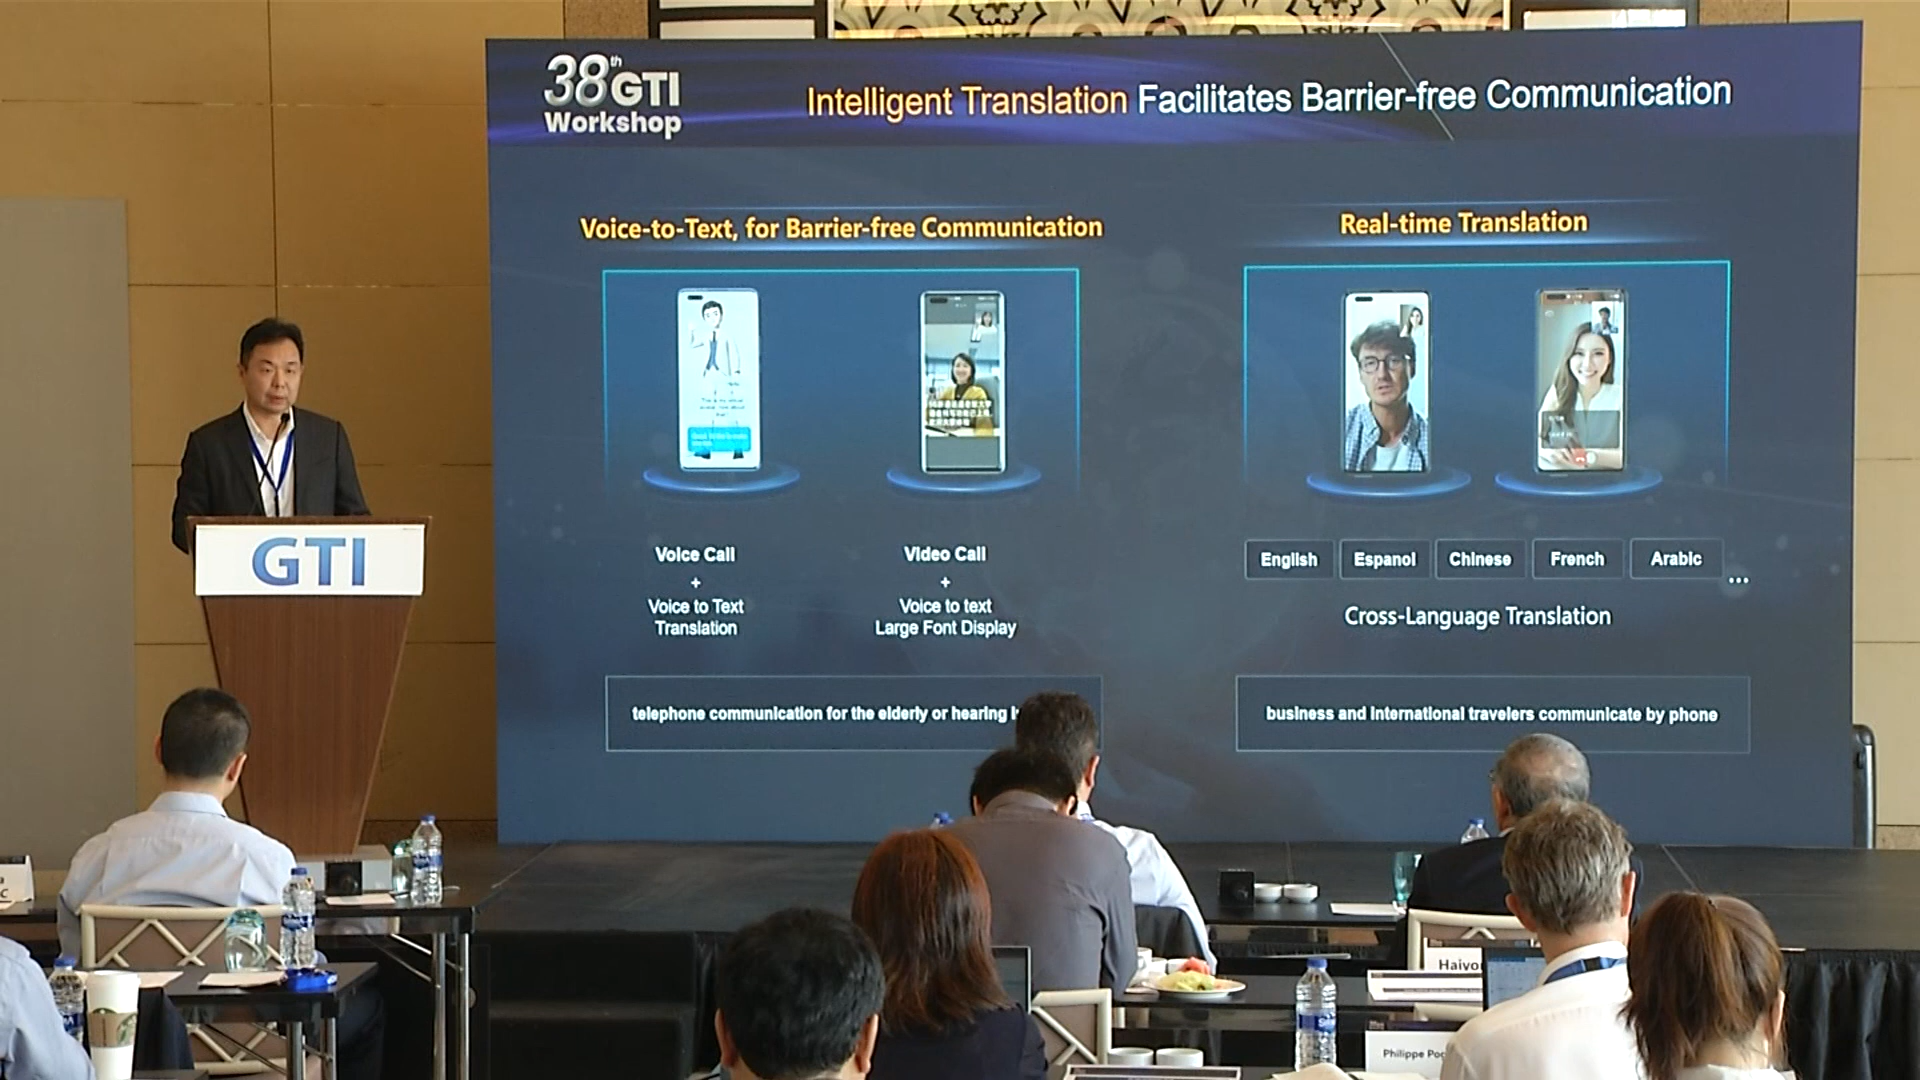 38th GTI
Workshop
Intelligent Translation Facilitates Barrier-free Communication
Voice-to-Text, for Barrier-free Communication
Real-time Translation
Voice Call
+
Voice to Text
Translation
Video Call
+
Voice to text
Large Font Display
English Espanol Chinese French Arabic ...
Cross-Language Translation
telephone communication for the elderly or hearing
business and international travelers communicate by phone
GTI
Philippe